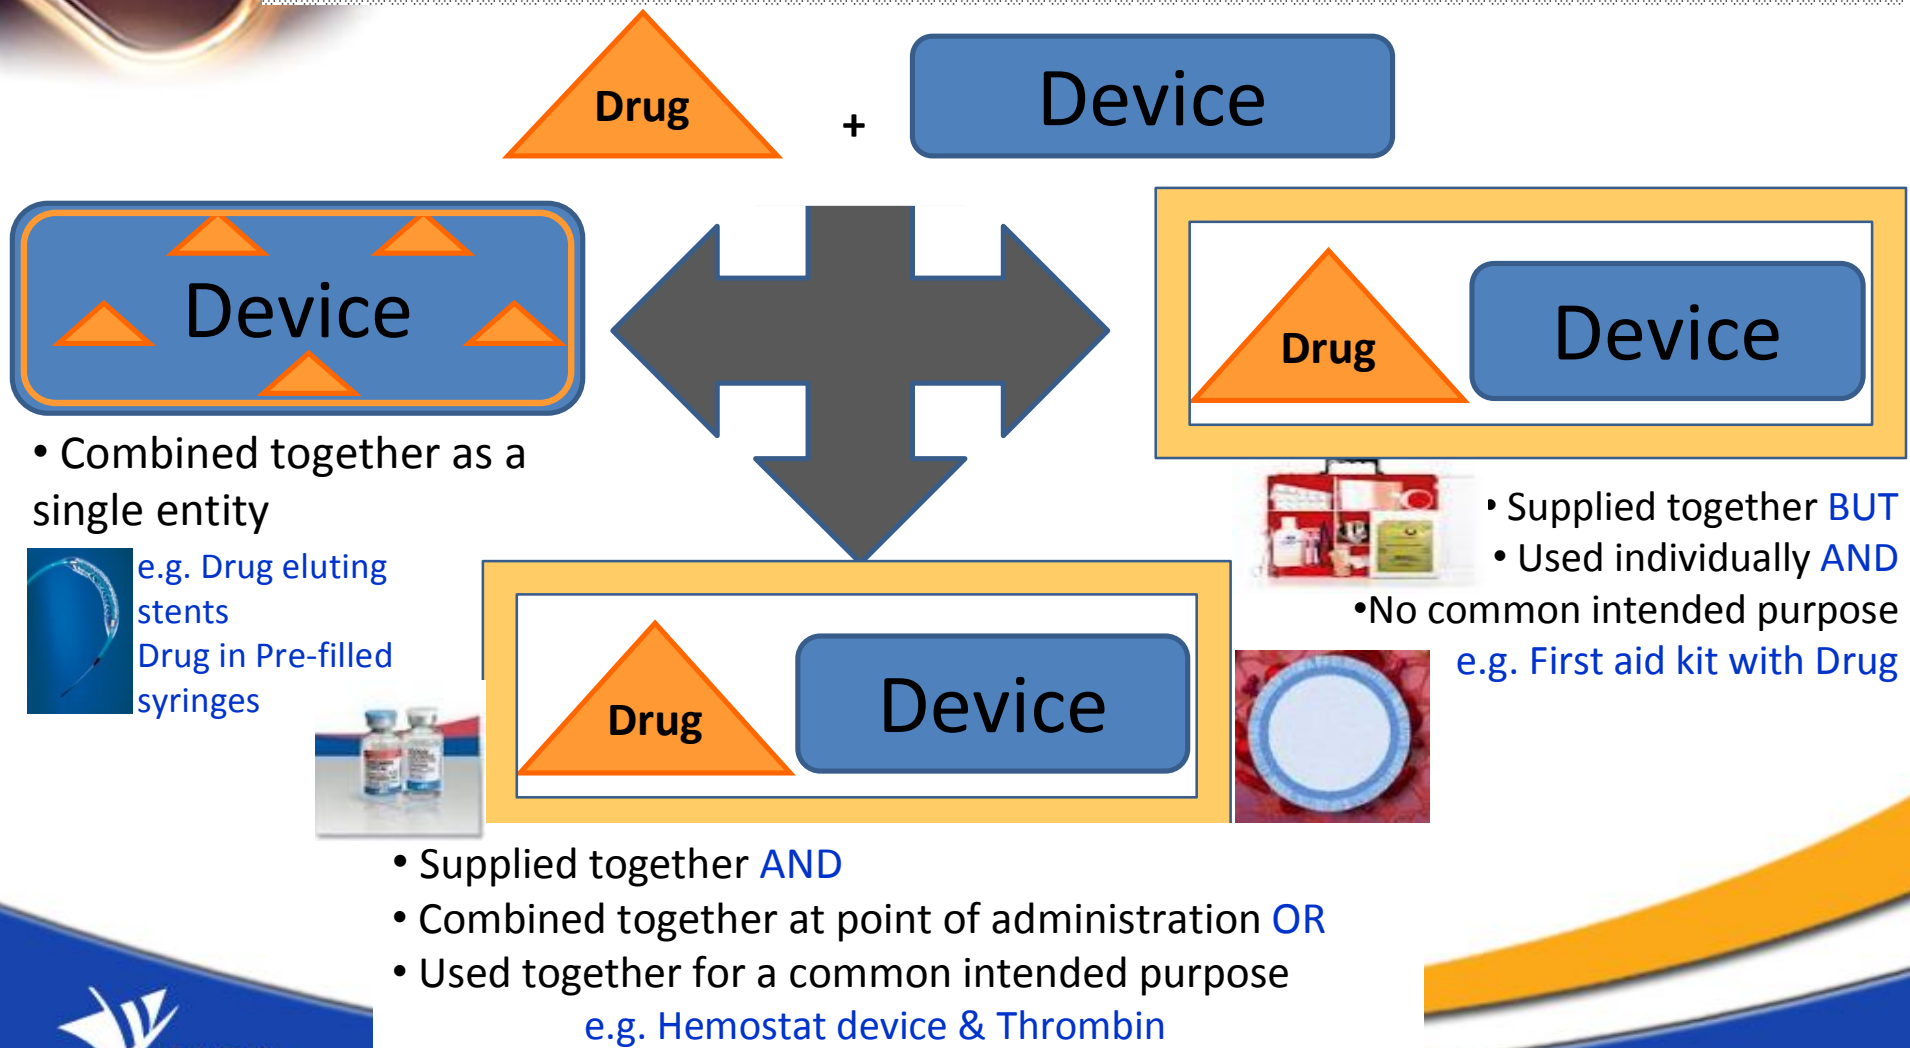 Drug
+
Device
Device
• Combined together as a
single entity
e.g. Drug eluting
stents
Drug in Pre-filled
syringes
Drug
Device
• Supplied together BUT
• Used individually AND
•No common intended purpose
e.g. First aid kit with Drug
Drug
Device
• Supplied together AND
• Combined together at point of administration OR
• Used together for a common intended purpose
e.g. Hemostat device & Thrombin